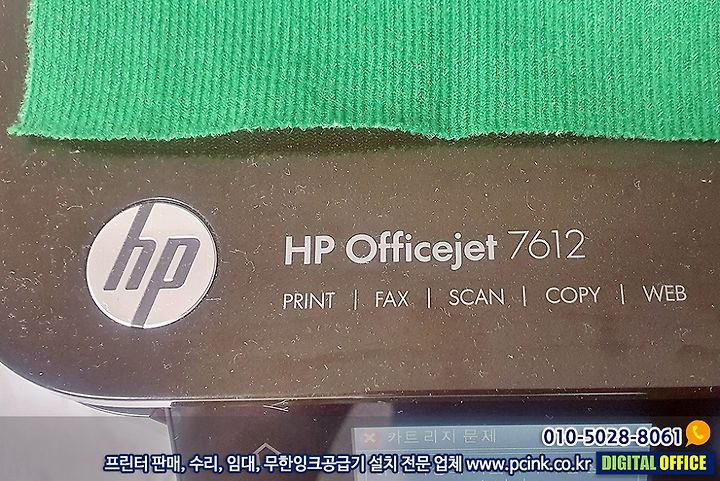 hp
HP Officejet 7612
PRINT | FAX | SCAN | COPY | WEB
카트리지 문제
010-5028-8061
프린터 판매, 수리, 임대, 무한잉크공급기 설치 전문 업체 www.pcink.co.kr DIGITAL OFFICE